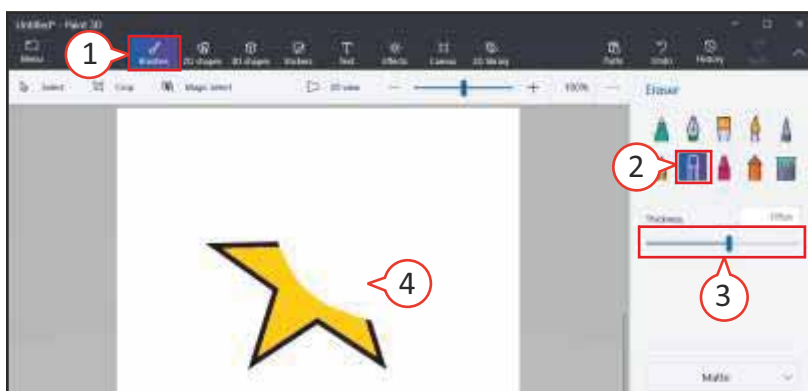 Untitled* - Paint 3D
Menu 1 Brushes 2D shapes 3D shapes Stickers Text Effects Canvas 3D library Paste Undo History
Select Crop Magic select 3D view 100%
Eraser
2
Thickness
3
4
Matte